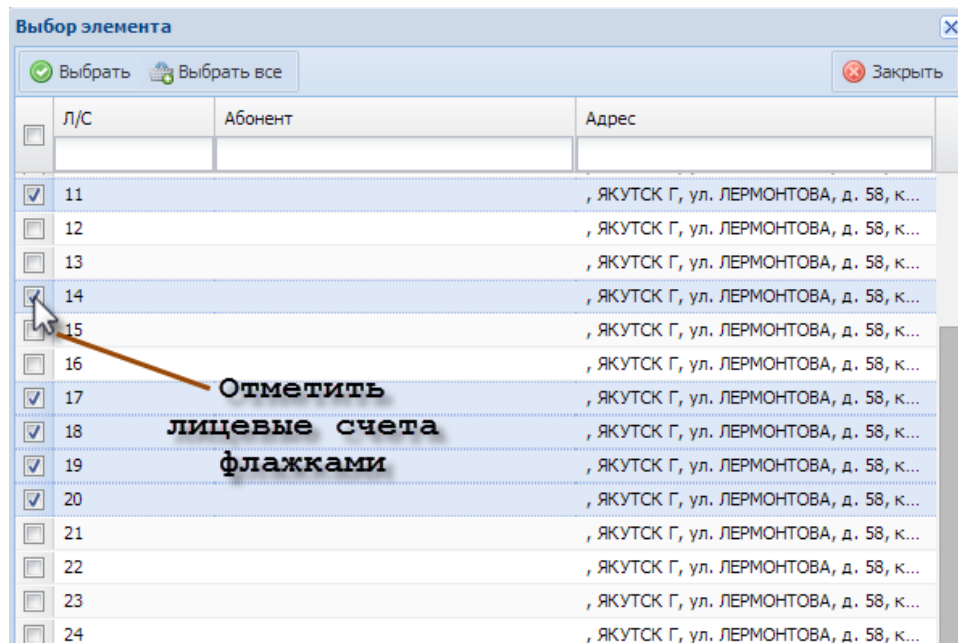 Выбор элемента
Выбрать Выбрать все Закрыть
Л/С Абонент Адрес
11 , ЯКУТСК Г, ул. ЛЕРМОНТОВА, д. 58, к...
12 , ЯКУТСК Г, ул. ЛЕРМОНТОВА, д. 58, к...
13 , ЯКУТСК Г, ул. ЛЕРМОНТОВА, д. 58, к...
14 , ЯКУТСК Г, ул. ЛЕРМОНТОВА, д. 58, к...
15 , ЯКУТСК Г, ул. ЛЕРМОНТОВА, д. 58, к...
16 , ЯКУТСК Г, ул. ЛЕРМОНТОВА, д. 58, к...
17 , ЯКУТСК Г, ул. ЛЕРМОНТОВА, д. 58, к...
18 , ЯКУТСК Г, ул. ЛЕРМОНТОВА, д. 58, к...
19 , ЯКУТСК Г, ул. ЛЕРМОНТОВА, д. 58, к...
20 , ЯКУТСК Г, ул. ЛЕРМОНТОВА, д. 58, к...
21 , ЯКУТСК Г, ул. ЛЕРМОНТОВА, д. 58, к...
22 , ЯКУТСК Г, ул. ЛЕРМОНТОВА, д. 58, к...
23 , ЯКУТСК Г, ул. ЛЕРМОНТОВА, д. 58, к...
24 , ЯКУТСК Г, ул. ЛЕРМОНТОВА, д. 58, к...
Отметить
лицевые счета
флажками